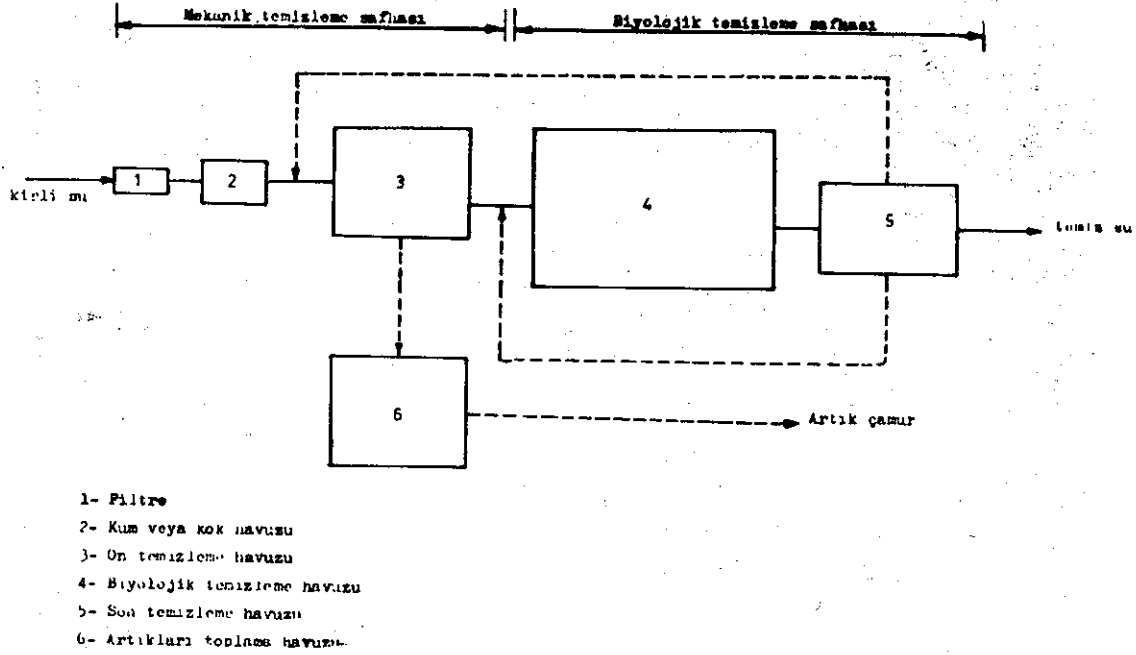 Mekanik temizleme safhası
Biyolojik temizleme safhası
kirli su
1
2
3
4
5
temiz su
6
Artık çamur
1- Filtre
2- Kum veya kok havuzu
3- Ön temizleme havuzu
4- Biyolojik temizleme havuzu
5- Son temizleme havuzu
6- Artıkları toplama havuzu